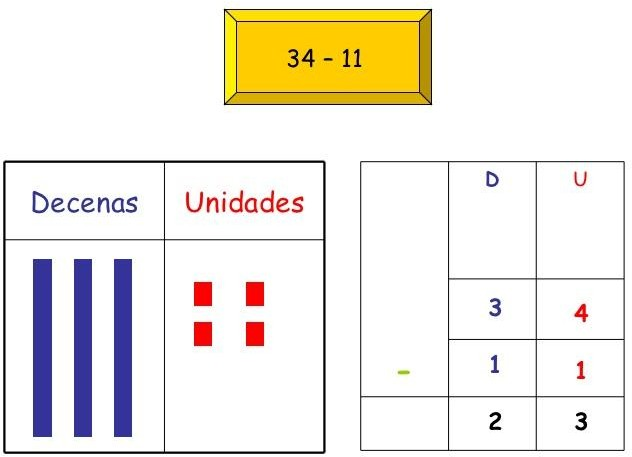 34 - 11
Decenas Unidades
D U
3 4
- 1 1
2 3